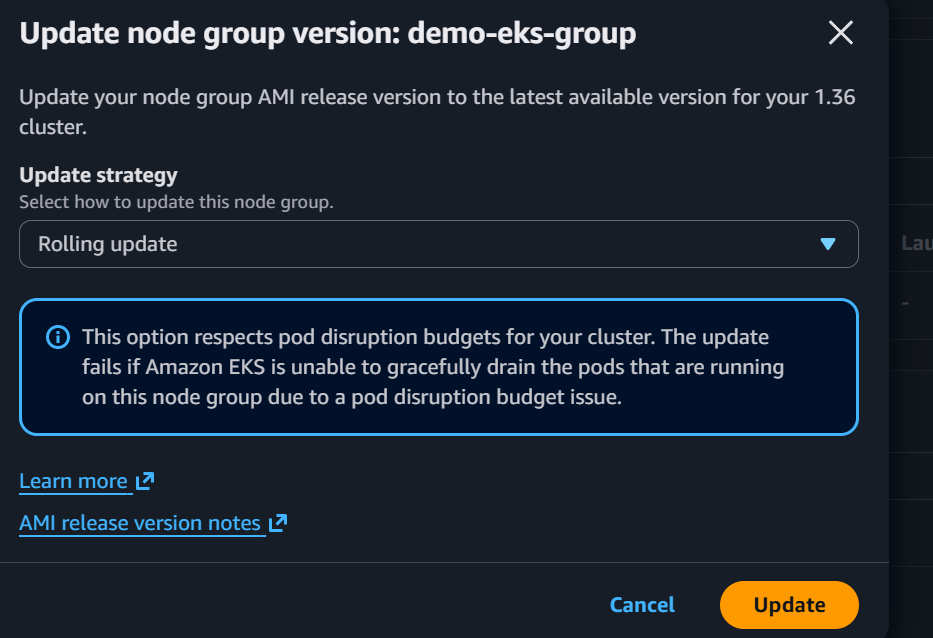 Update node group version: demo-eks-group
Update your node group AMI release version to the latest available version for your 1.36
cluster.
Update strategy
Select how to update this node group.
Rolling update
Lau
-
This option respects pod disruption budgets for your cluster. The update
fails if Amazon EKS is unable to gracefully drain the pods that are running
on this node group due to a pod disruption budget issue.
Learn more
AMI release version notes
Cancel
Update